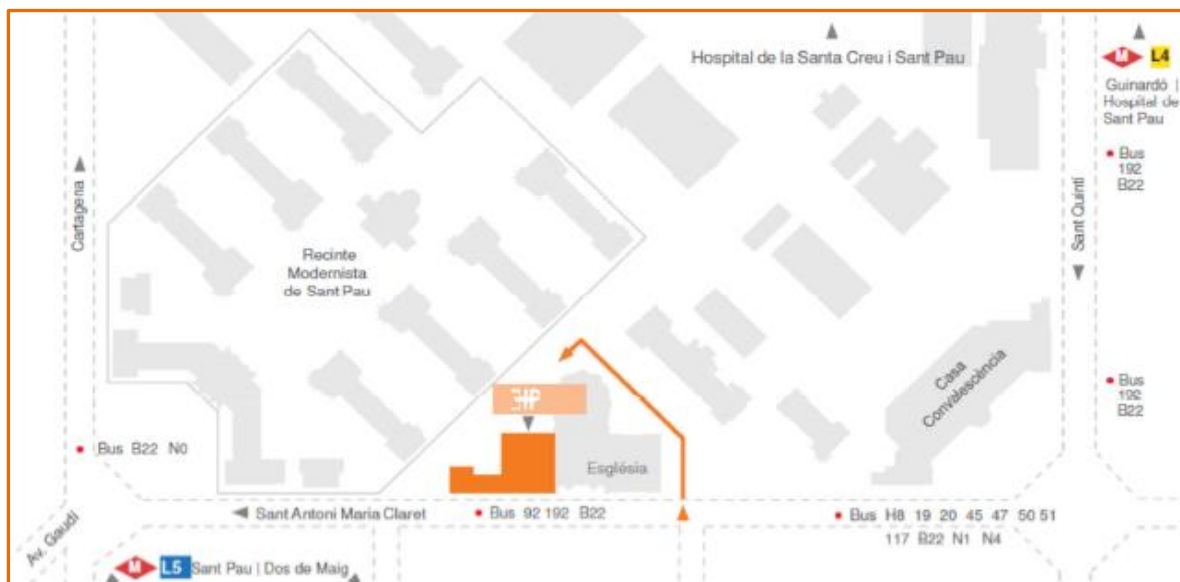 Hospital de la Santa Creu i Sant Pau
M L4
Guinardó |
Hospital de
Sant Pau
Bus
192
B22
Cartagena
Sant Quintí
Recinte
Modernista
de Sant Pau
Casa
Convalescència
Bus
192
B22
Bus B22 N0
Església
Sant Antoni Maria Claret
Bus 92 192 B22
Bus H8 19 20 45 47 50 51
117 B22 N1 N4
Av. Gaudí
M L5 Sant Pau | Dos de Maig